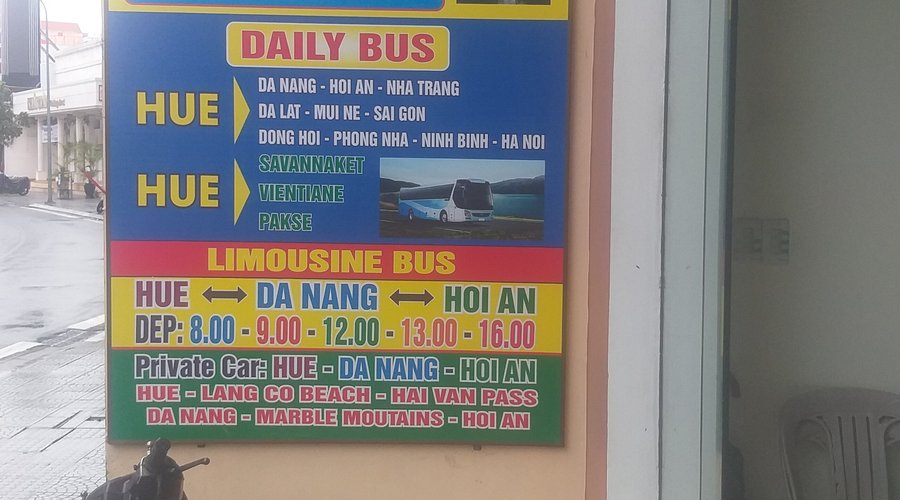 DAILY BUS
HUE
DA NANG - HOI AN - NHA TRANG
DA LAT - MUI NE - SAI GON
DONG HOI - PHONG NHA - NINH BINH - HA NOI
HUE
SAVANNAKET
VIENTIANE
PAKSE
LIMOUSINE BUS
HUE ↔ DA NANG ↔ HOI AN
DEP: 8.00 - 9.00 - 12.00 - 13.00 - 16.00
Private Car: HUE - DA NANG - HOI AN
HUE - LANG CO BEACH - HAI VAN PASS
DA NANG - MARBLE MOUTAINS - HOI AN